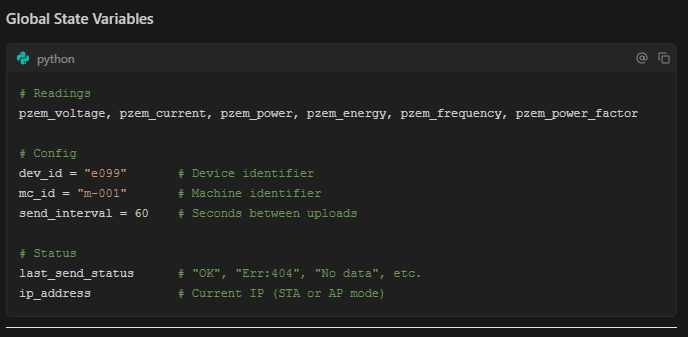 Global State Variables
python
# Readings
pzem_voltage, pzem_current, pzem_power, pzem_energy, pzem_frequency, pzem_power_factor
# Config
dev_id = "e099"       # Device identifier
mc_id = "m-001"       # Machine identifier
send_interval = 60    # Seconds between uploads
# Status
last_send_status      # "OK", "Err:404", "No data", etc.
ip_address            # Current IP (STA or AP mode)